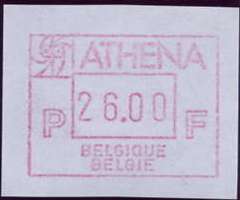 ATHENA
26.00
P F
BELGIQUE
BELGIE